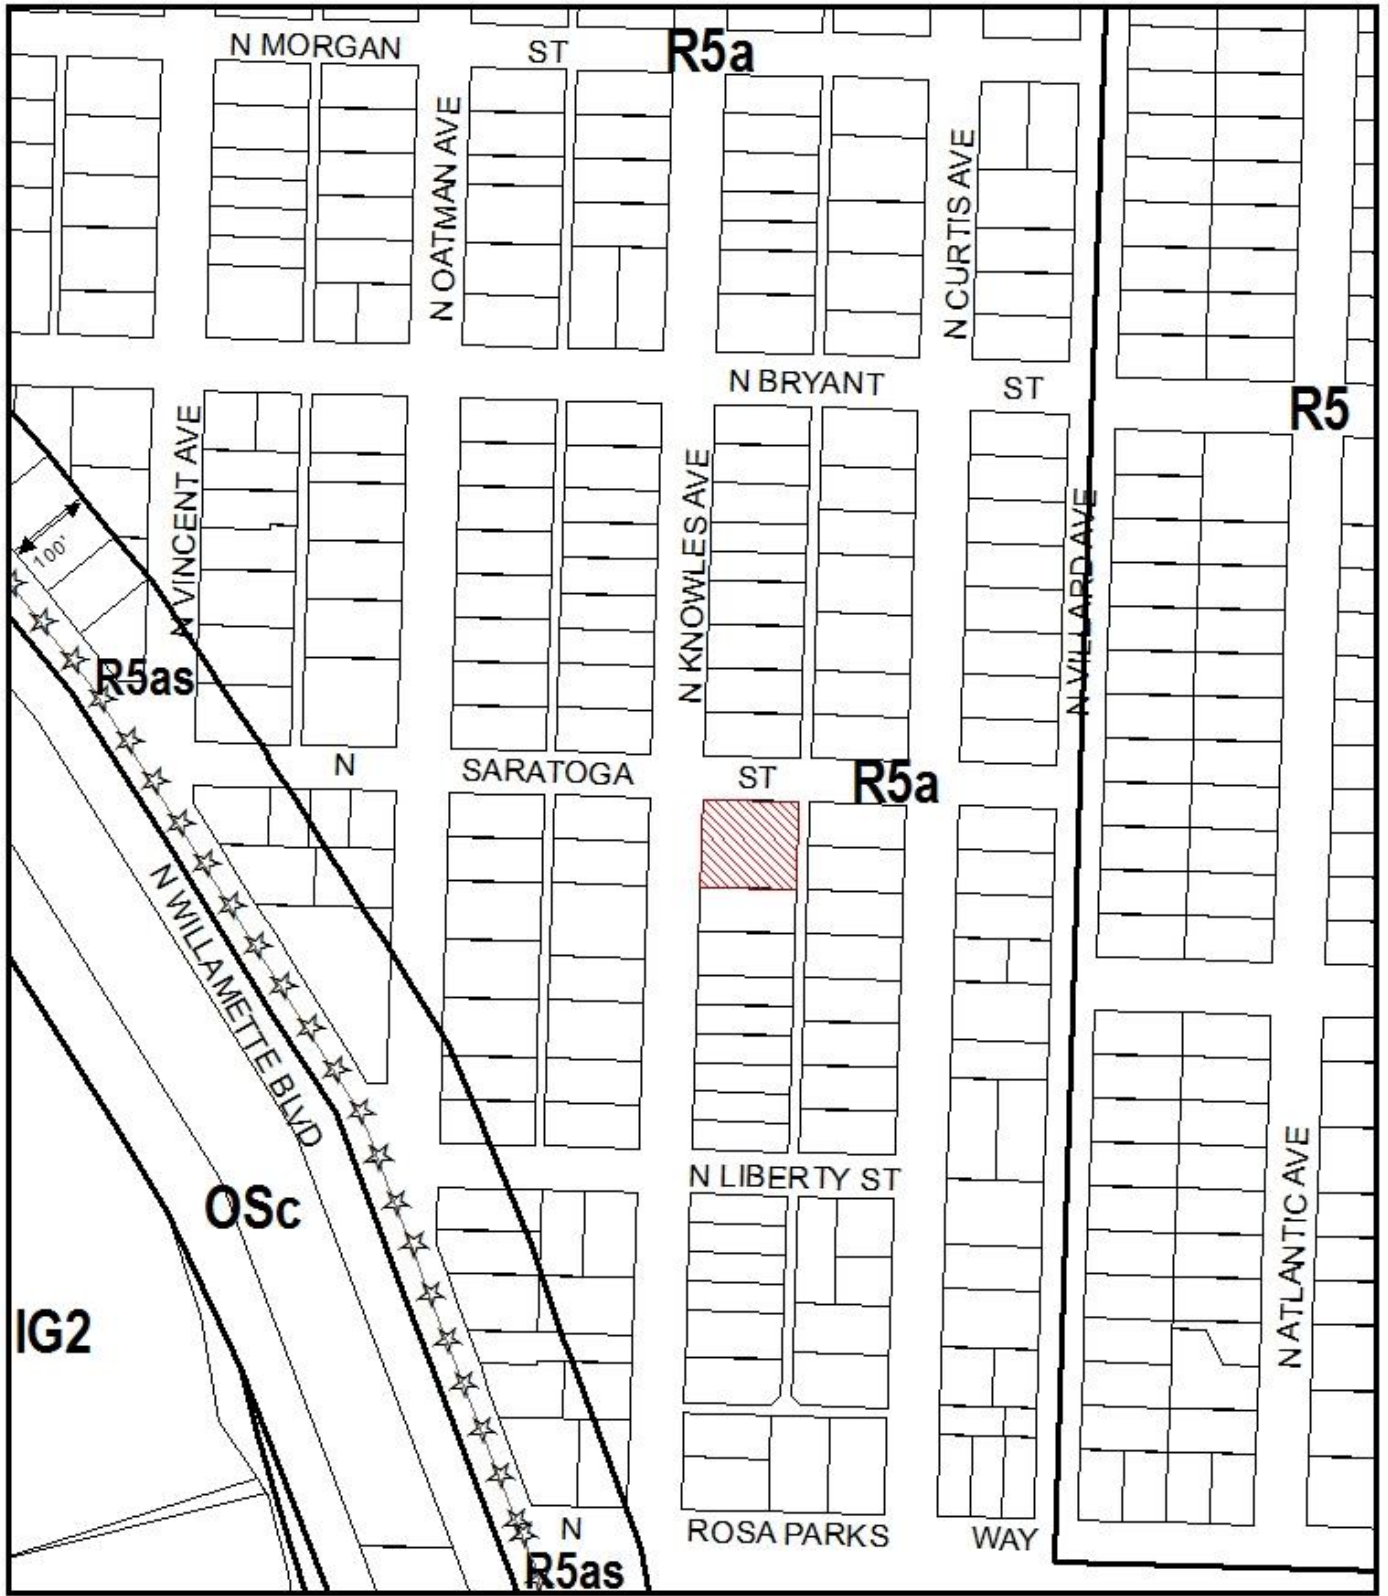 N MORGAN ST
R5a
N OATMAN AVE
N CURTIS AVE
N BRYANT ST
R5
N VINCENT AVE
N KNOWLES AVE
N VILLARD AVE
100'
R5as
N SARATOGA ST
R5a
N WILLAMETTE BLVD
N LIBERTY ST
OSc
N ATLANTIC AVE
IG2
N ROSA PARKS WAY
R5as